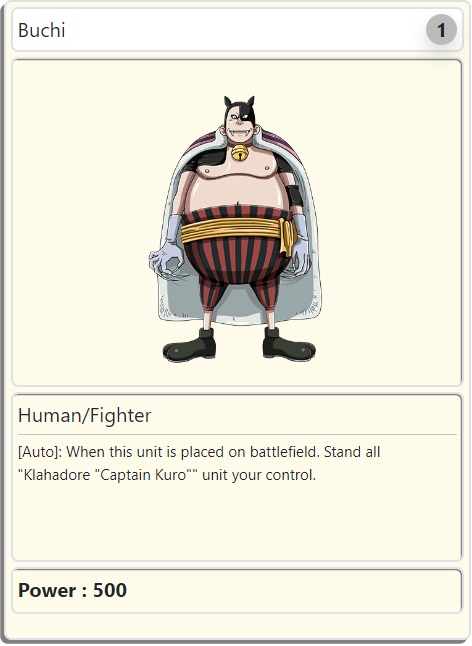 Buchi
1
Human/Fighter
[Auto]: When this unit is placed on battlefield. Stand all
"Klahadore "Captain Kuro"" unit your control.
Power : 500